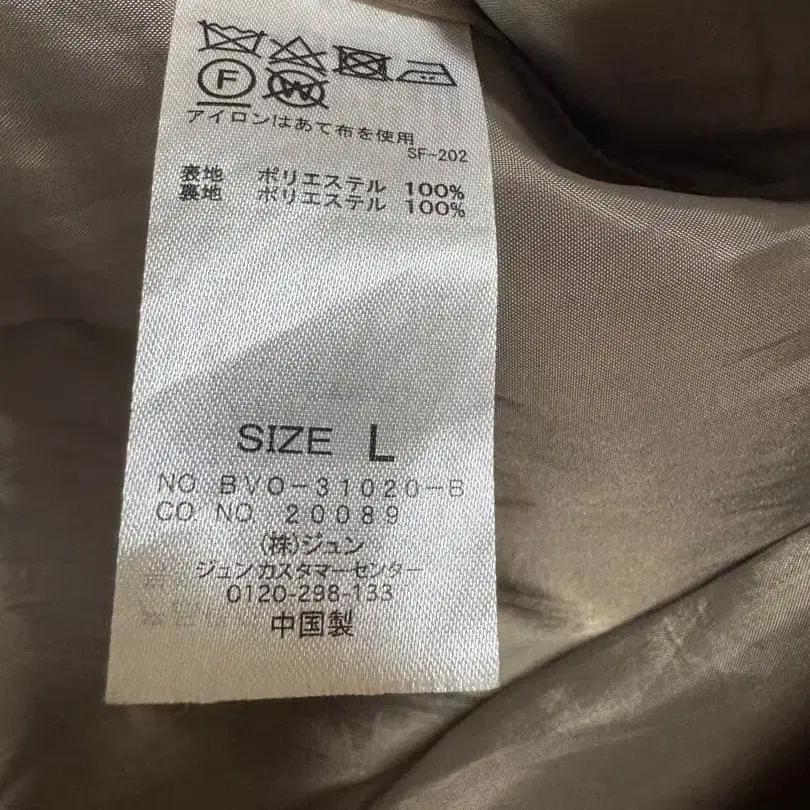 F W
アイロンはあて布を使用
SF-202
表地 ポリエステル 100%
裏地 ポリエステル 100%
SIZE L
NO BVO-31020-B
CO NO 20089
(株)ジュン
ジュンカスタマーセンター
0120-298-133
中国製